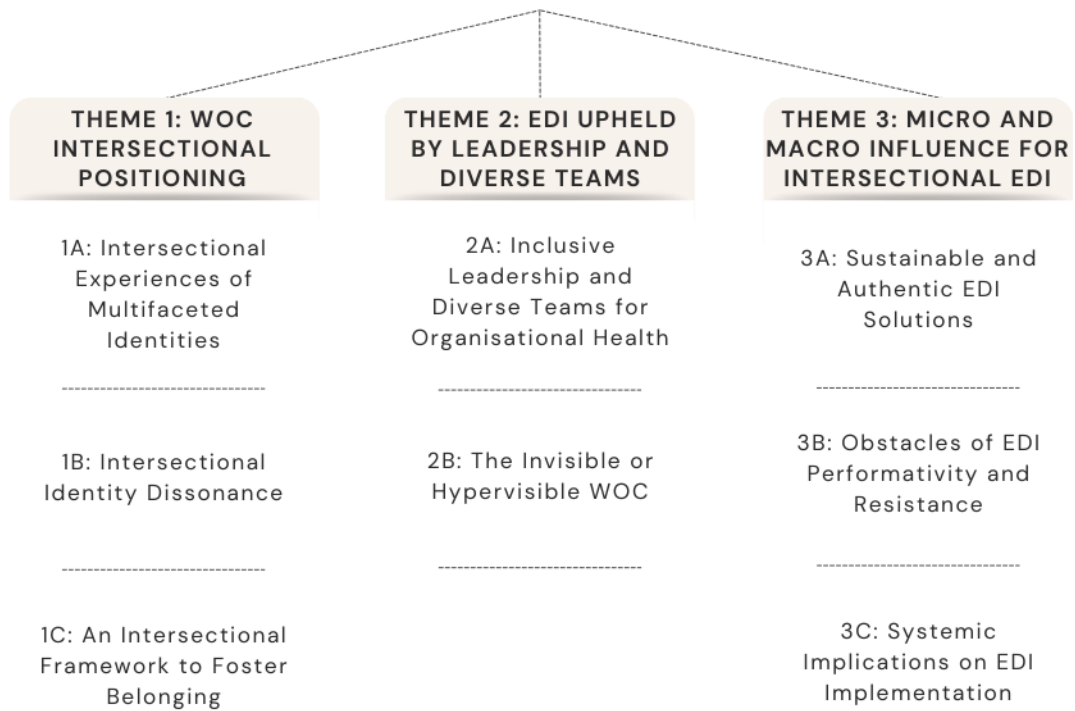 THEME 1: WOC
INTERSECTIONAL
POSITIONING
1A: Intersectional
Experiences of
Multifaceted
Identities
1B: Intersectional
Identity Dissonance
1C: An Intersectional
Framework to Foster
Belonging
THEME 2: EDI UPHELD
BY LEADERSHIP AND
DIVERSE TEAMS
2A: Inclusive
Leadership and
Diverse Teams for
Organisational Health
2B: The Invisible or
Hypervisible WOC
THEME 3: MICRO AND
MACRO INFLUENCE FOR
INTERSECTIONAL EDI
3A: Sustainable and
Authentic EDI
Solutions
3B: Obstacles of EDI
Performativity and
Resistance
3C: Systemic
Implications on EDI
Implementation